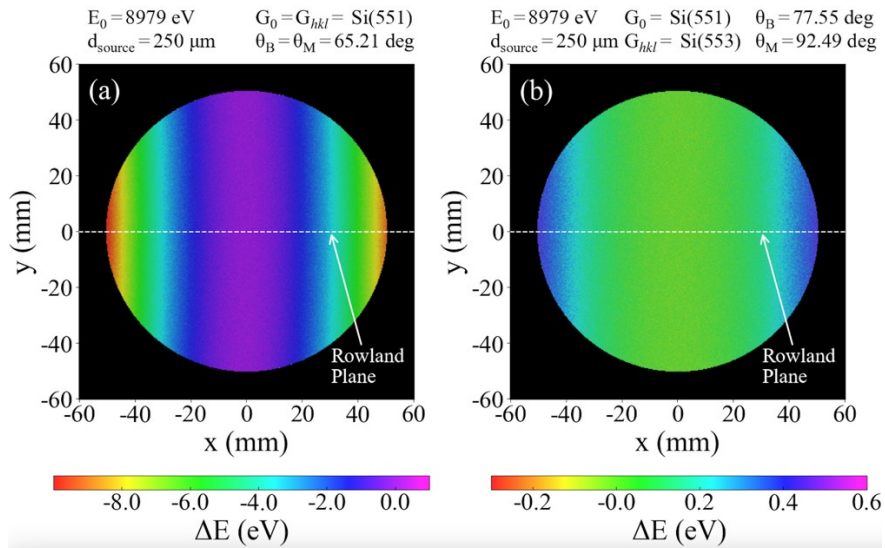 E₀ = 8979 eV G₀ = G_hkl = Si(551)
d_source = 250 μm θ_B = θ_M = 65.21 deg
(a)
60
40
20
0
-20
-40
-60
y (mm)
Rowland
Plane
-60 -40 -20 0 20 40 60
x (mm)
-8.0 -6.0 -4.0 -2.0 0.0
ΔE (eV)
E₀ = 8979 eV G₀ = Si(551) θ_B = 77.55 deg
d_source = 250 μm G_hkl = Si(553) θ_M = 92.49 deg
(b)
60
40
20
0
-20
-40
-60
y (mm)
Rowland
Plane
-60 -40 -20 0 20 40 60
x (mm)
-0.2 -0.0 0.2 0.4 0.6
ΔE (eV)